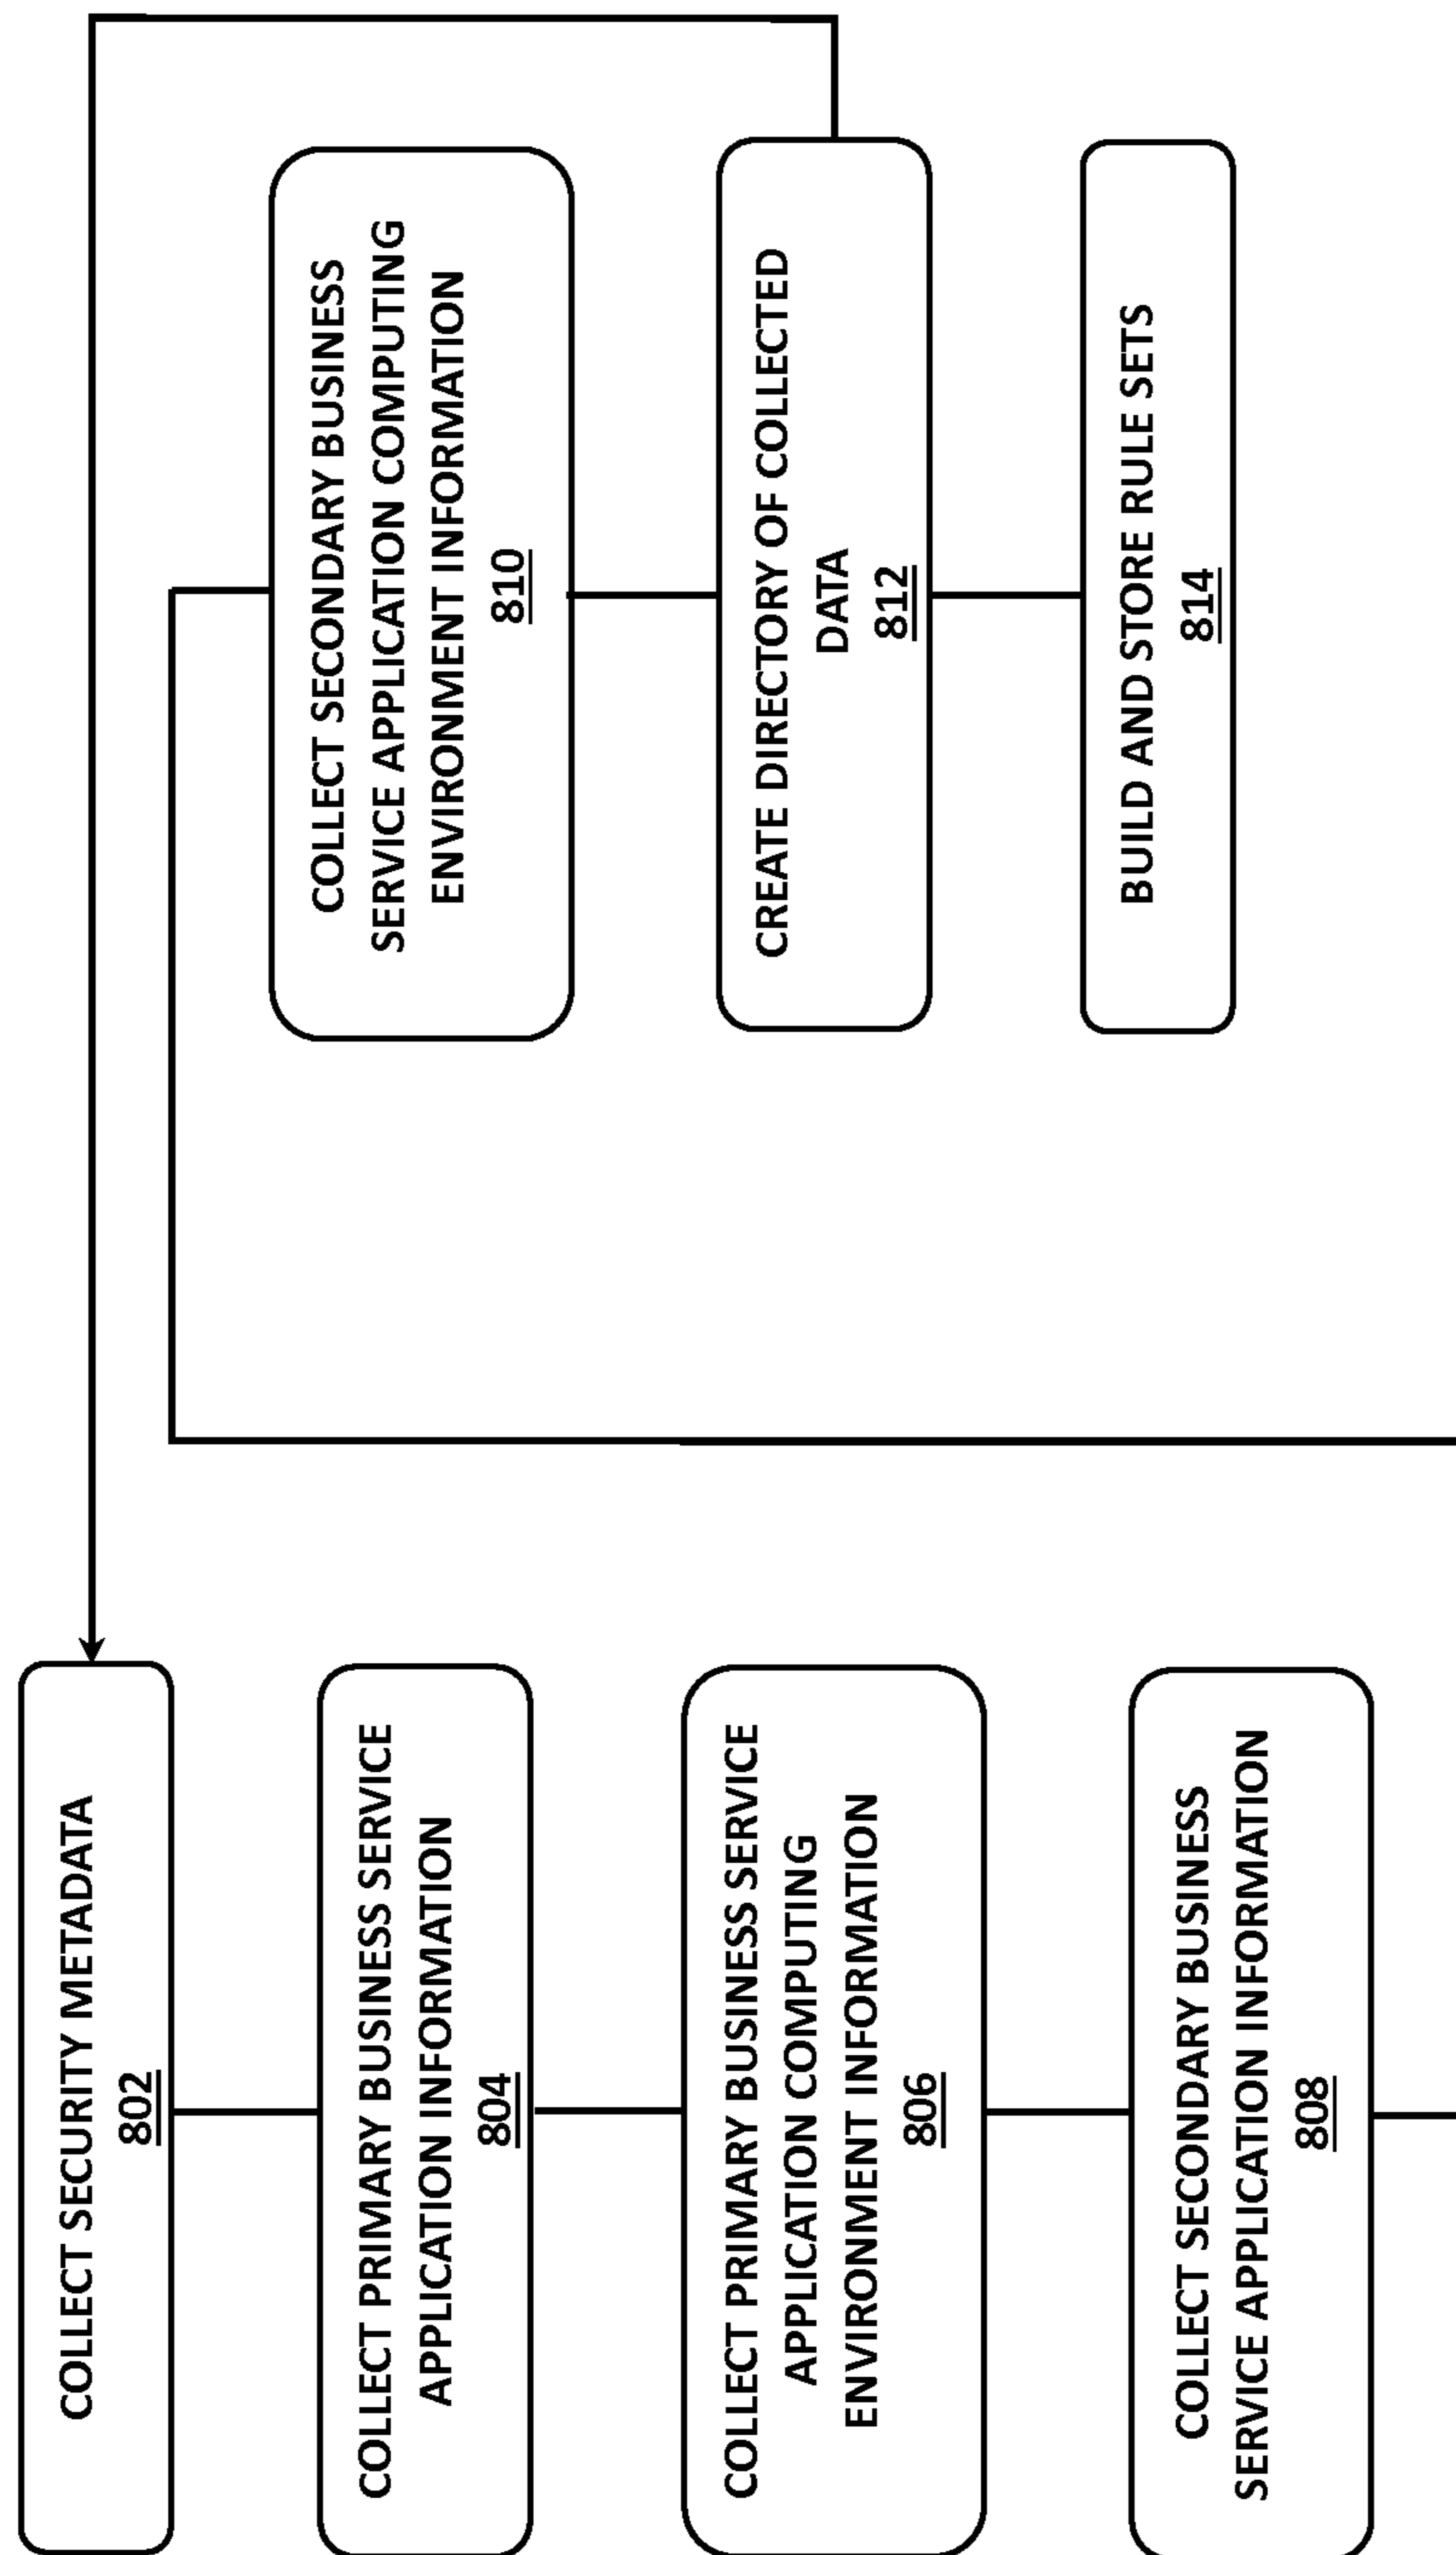 COLLECT SECURITY METADATA
802
COLLECT PRIMARY BUSINESS SERVICE
APPLICATION INFORMATION
804
COLLECT PRIMARY BUSINESS SERVICE
APPLICATION COMPUTING
ENVIRONMENT INFORMATION
806
COLLECT SECONDARY BUSINESS
SERVICE APPLICATION INFORMATION
808
COLLECT SECONDARY BUSINESS
SERVICE APPLICATION COMPUTING
ENVIRONMENT INFORMATION
810
CREATE DIRECTORY OF COLLECTED
DATA
812
BUILD AND STORE RULE SETS
814